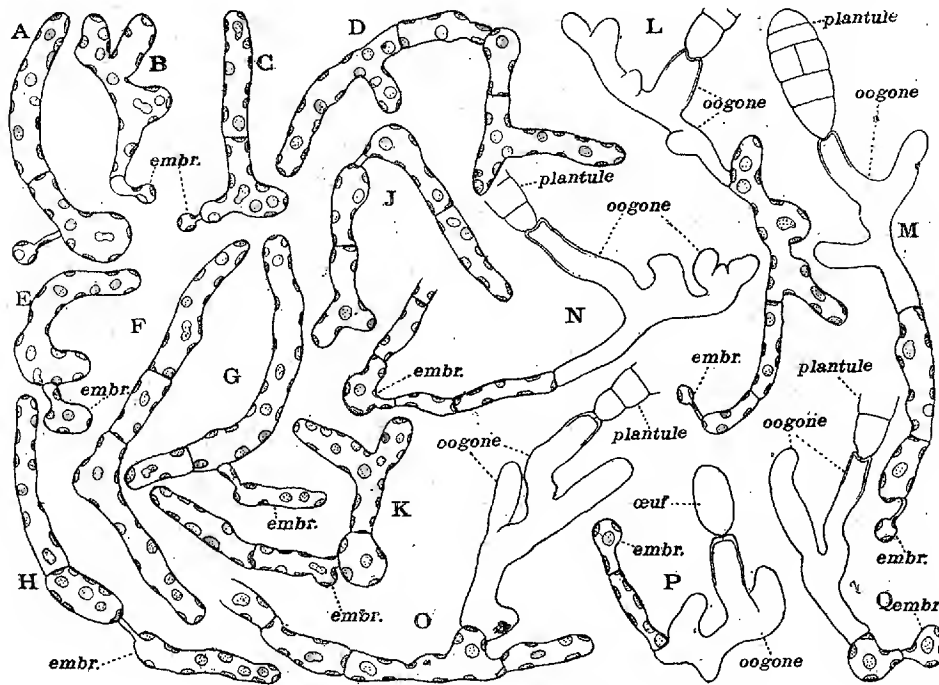 A
B
embr.
C
D
L
oogone
plantule
oogone
plantule
oogone
J
E
embr.
F
G
embr.
N
embr.
oogone
plantule
embr.
M
plantule
oogone
embr.
H
embr.
K
embr.
O
œuf
embr.
P
oogone
Q
embr.